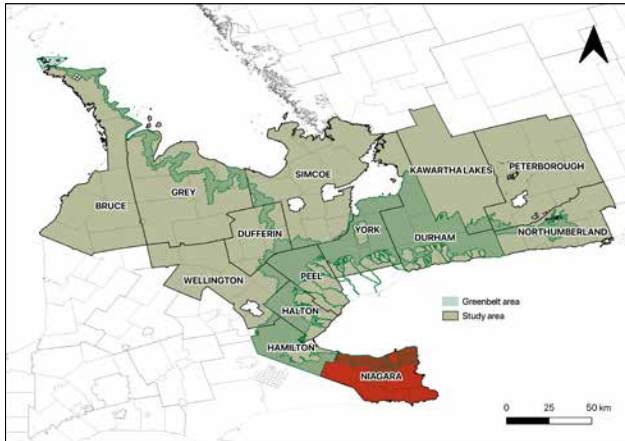 SIMCOE
KAWARTHA LAKES
PETERBOROUGH
GREY
BRUCE
DUFFERIN
YORK
DURHAM
NORTHUMBERLAND
WELLINGTON
PEEL
HALTON
HAMILTON
NIAGARA
Greenbelt area
Study area
0 25 50 km